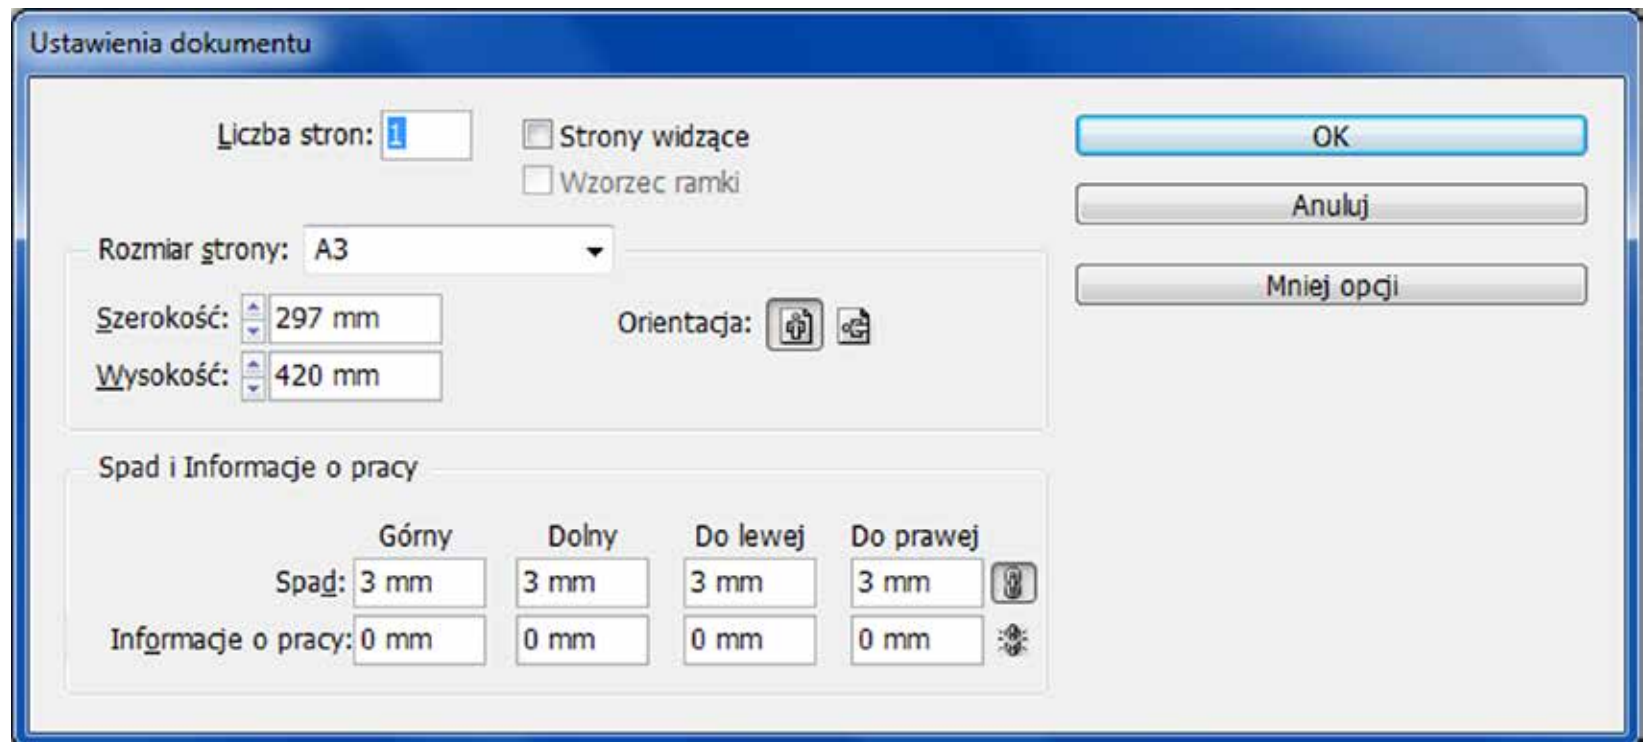 Ustawienia dokumentu
Liczba stron: 1
Strony widzące
Wzorzec ramki
OK
Anuluj
Mniej opcji
Rozmiar strony: A3
Szerokość: 297 mm
Orientacja:
Wysokość: 420 mm
Spad i Informacje o pracy
Górny Dolny Do lewej Do prawej
Spad: 3 mm 3 mm 3 mm 3 mm
Informacje o pracy: 0 mm 0 mm 0 mm 0 mm